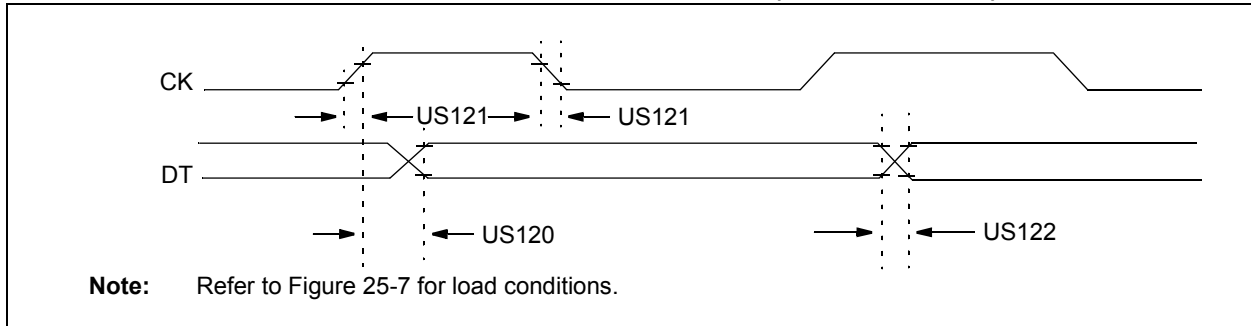 CK
US121 US121
DT
US120 US122
Note: Refer to Figure 25-7 for load conditions.